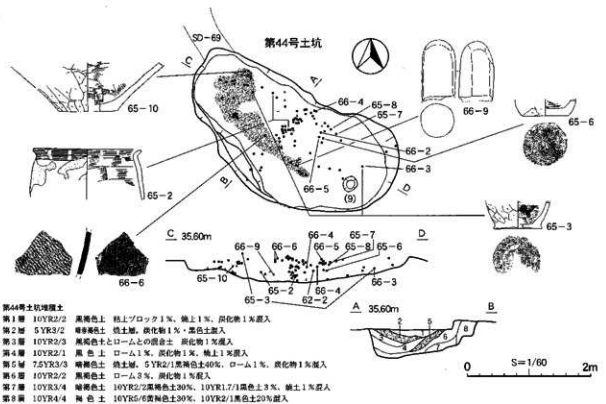 第44号土坑
SD-69
C
A
66-4
65-8
65-7
66-9
65-6
65-10
66-2
66-3
65-2
66-5
B
D
(9)
65-3
66-6
C 35.60m
66-4
65-7
D
66-9
66-6
66-5
65-8
65-6
65-10
65-3
65-2
62-2
66-4
66-3
A 35.60m
B
2
5
6
8
S=1/60
0
2m
第44号土坑堆積土
第1層 10YR2/2 黒褐色土 粘土ブロック1%、焼土1%、炭化物1%混入
第2層 5YR3/2 暗赤褐色土 焼土層。炭化物1%・黒色土混入
第3層 10YR2/3 黒褐色土とロームとの混合土 炭化物1%混入
第4層 10YR2/1 黒色土 ローム1%、炭化物1%、焼土1%混入
第5層 7.5YR3/3 暗褐色土 焼土層。5YR2/1黒褐色土40%、ローム1%、炭化物1%混入
第6層 10YR2/2 黒褐色土 ローム3%、炭化物1%混入
第7層 10YR3/4 暗褐色土 10YR2/2黒褐色土30%、10YR1.7/1黒色土3%、焼土1%混入
第8層 10YR4/4 褐色土 10YR5/6黄褐色土30%、10YR2/1黒色土20%混入